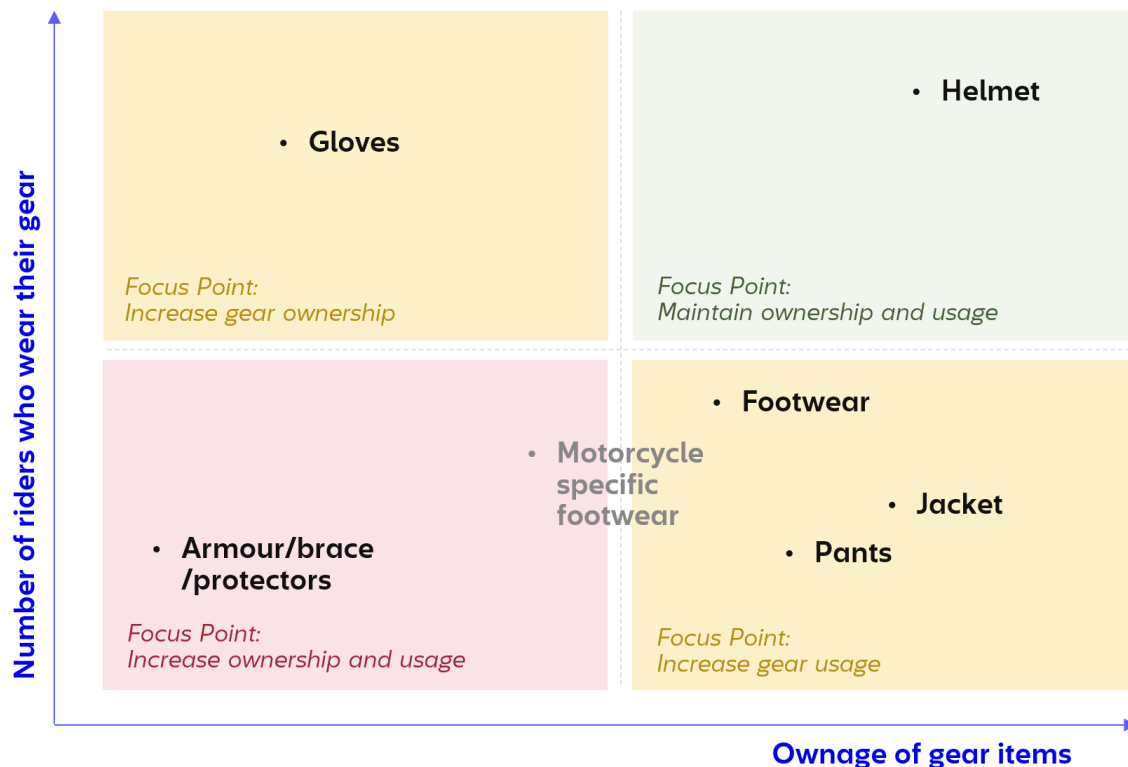 Number of riders who wear their gear
• Gloves
Focus Point:
Increase gear ownership
• Helmet
Focus Point:
Maintain ownership and usage
• Armour/brace
/protectors
Focus Point:
Increase ownership and usage
• Motorcycle
specific
footwear
• Footwear
• Jacket
• Pants
Focus Point:
Increase gear usage
Ownage of gear items